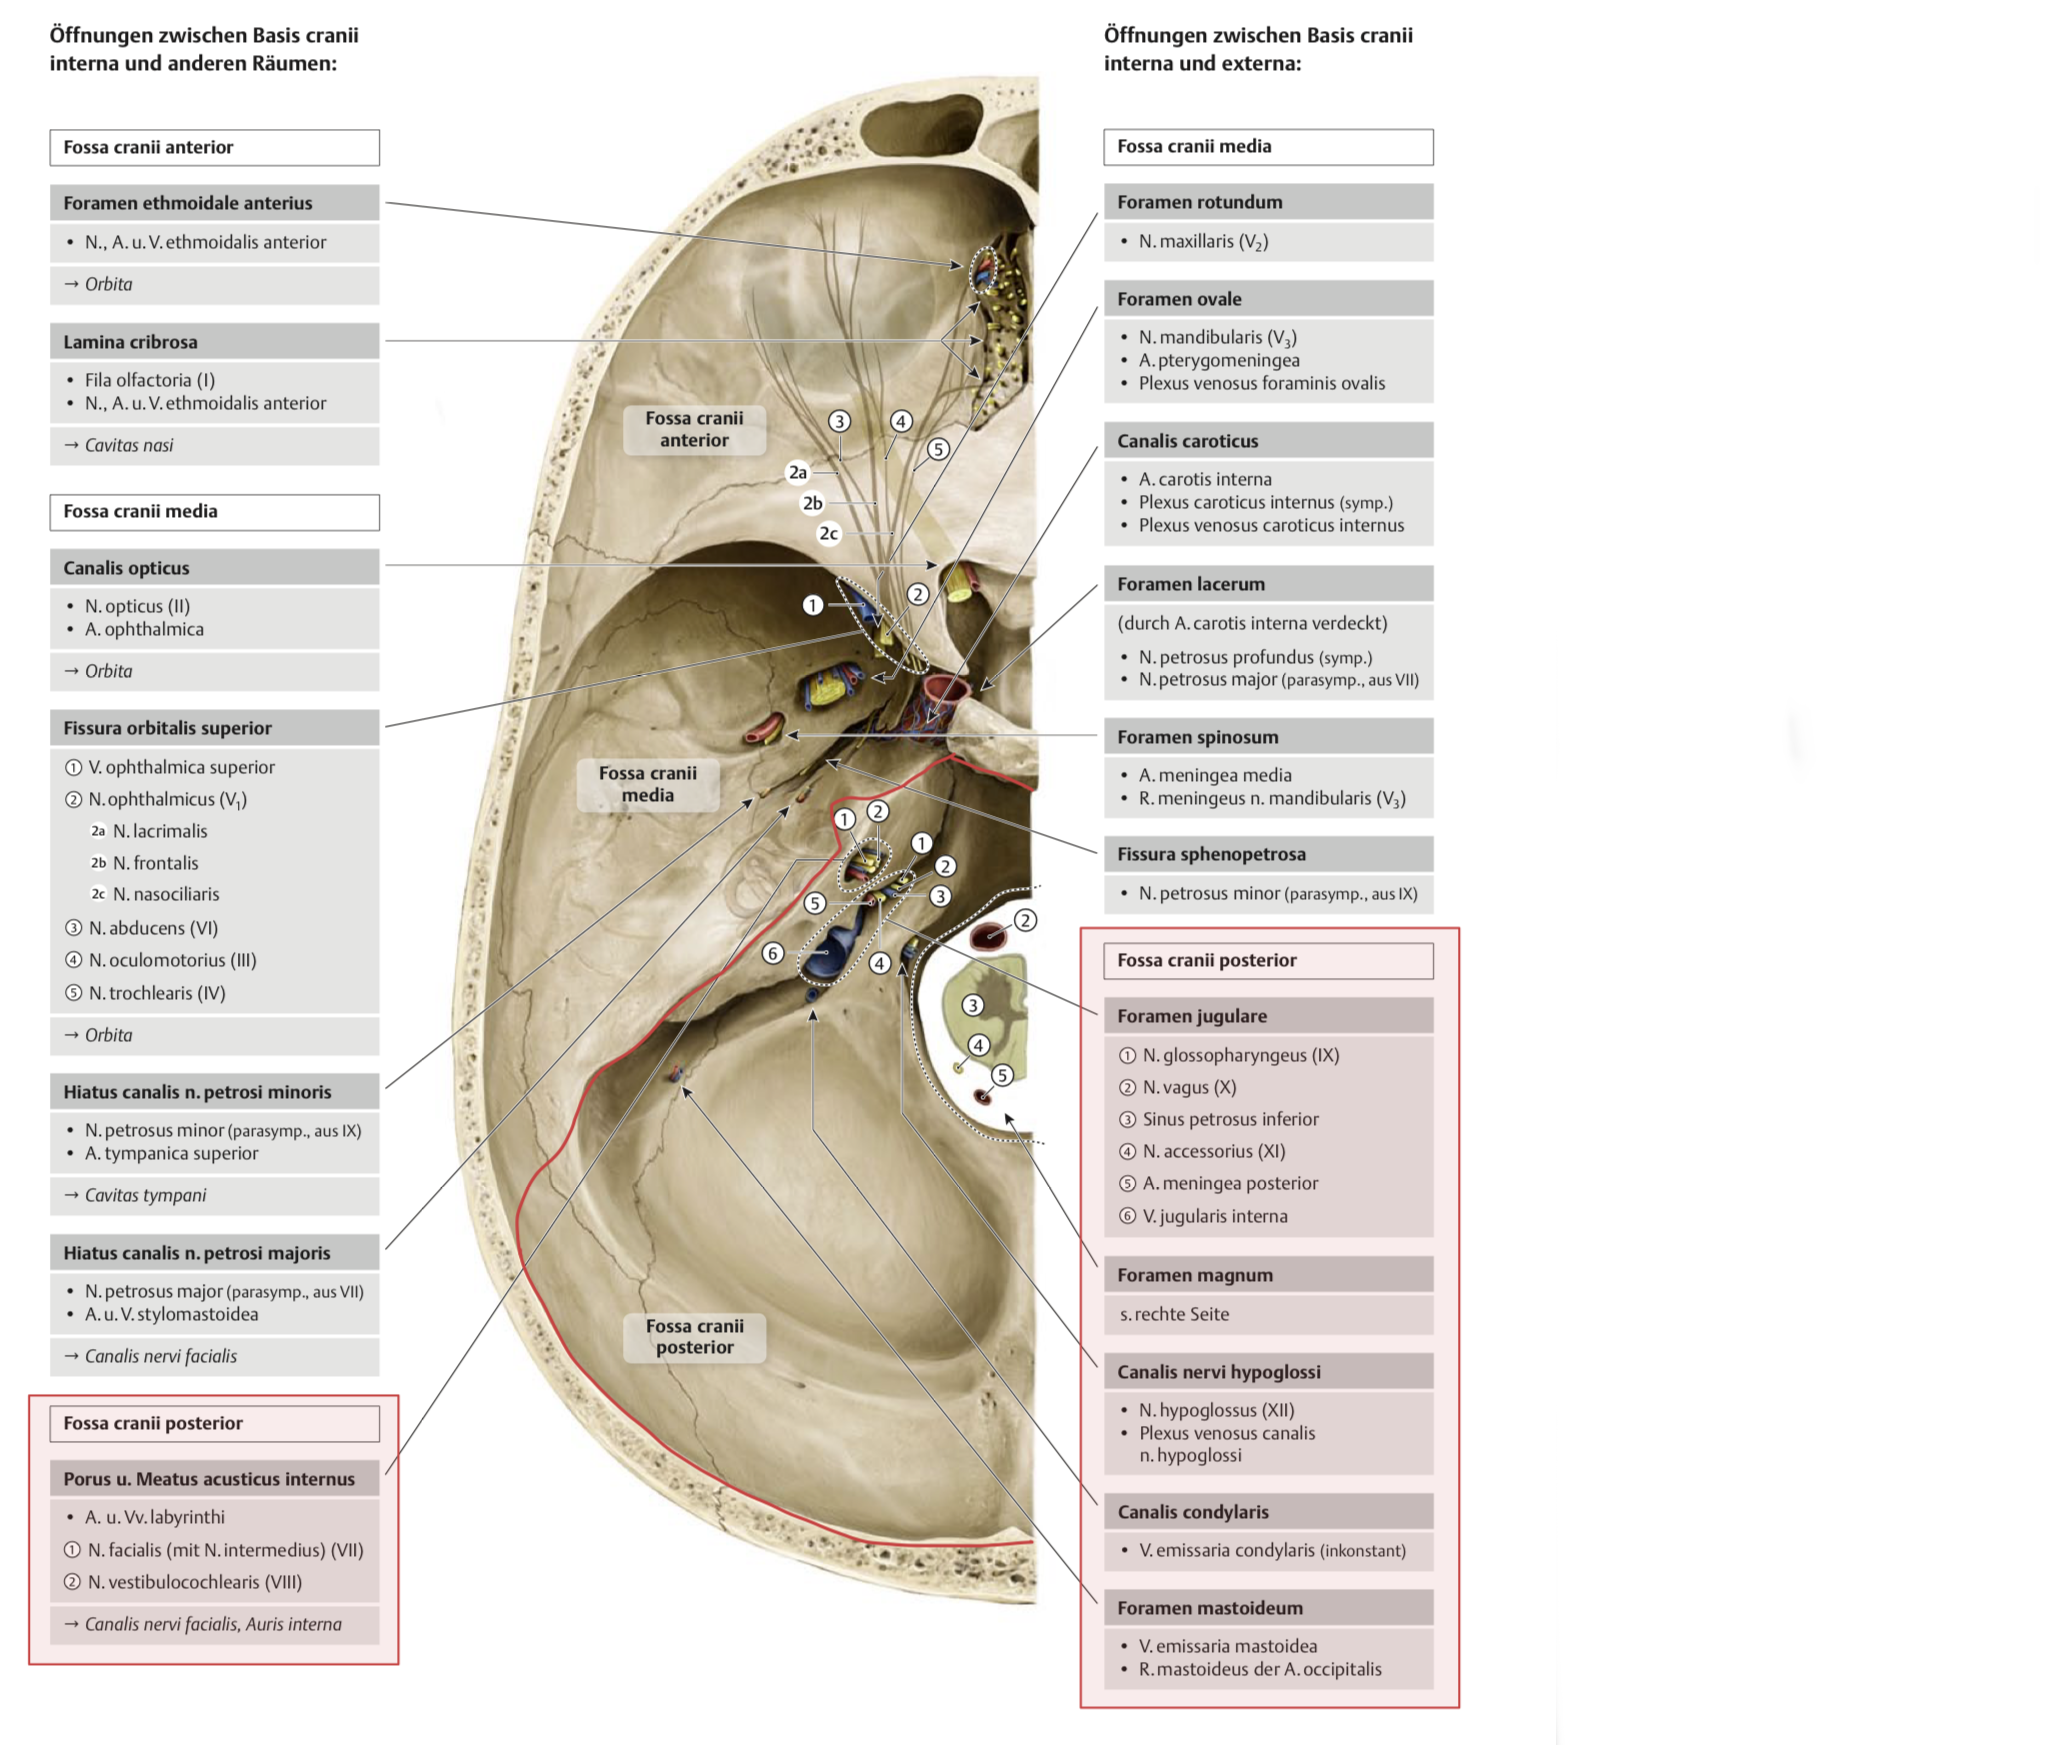 Öffnungen zwischen Basis cranii
interna und anderen Räumen:
Fossa cranii anterior
Foramen ethmoidale anterius
• N., A. u. V. ethmoidalis anterior
→ Orbita
Lamina cribrosa
• Fila olfactoria (I)
• N., A. u. V. ethmoidalis anterior
→ Cavitas nasi
Fossa cranii media
Canalis opticus
• N. opticus (II)
• A. ophthalmica
→ Orbita
Fissura orbitalis superior
① V. ophthalmica superior
② N. ophthalmicus (V₁)
2a N. lacrimalis
2b N. frontalis
2c N. nasociliaris
③ N. abducens (VI)
④ N. oculomotorius (III)
⑤ N. trochlearis (IV)
→ Orbita
Hiatus canalis n. petrosi minoris
• N. petrosus minor (parasymp., aus IX)
• A. tympanica superior
→ Cavitas tympani
Hiatus canalis n. petrosi majoris
• N. petrosus major (parasymp., aus VII)
• A. u. V. stylomastoidea
→ Canalis nervi facialis
Fossa cranii posterior
Porus u. Meatus acusticus internus
• A. u. Vv. labyrinthi
① N. facialis (mit N. intermedius) (VII)
② N. vestibulocochlearis (VIII)
→ Canalis nervi facialis, Auris interna
Fossa cranii
anterior
③
④
⑤
2a
2b
2c
①
②
Fossa cranii
media
①
②
①
②
③
⑤
⑥
④
②
③
④
⑤
Fossa cranii
posterior
Öffnungen zwischen Basis cranii
interna und externa:
Fossa cranii media
Foramen rotundum
• N. maxillaris (V₂)
Foramen ovale
• N. mandibularis (V₃)
• A. pterygomeningea
• Plexus venosus foraminis ovalis
Canalis caroticus
• A. carotis interna
• Plexus caroticus internus (symp.)
• Plexus venosus caroticus internus
Foramen lacerum
(durch A. carotis interna verdeckt)
• N. petrosus profundus (symp.)
• N. petrosus major (parasymp., aus VII)
Foramen spinosum
• A. meningea media
• R. meningeus n. mandibularis (V₃)
Fissura sphenopetrosa
• N. petrosus minor (parasymp., aus IX)
Fossa cranii posterior
Foramen jugulare
① N. glossopharyngeus (IX)
② N. vagus (X)
③ Sinus petrosus inferior
④ N. accessorius (XI)
⑤ A. meningea posterior
⑥ V. jugularis interna
Foramen magnum
s. rechte Seite
Canalis nervi hypoglossi
• N. hypoglossus (XII)
• Plexus venosus canalis
n. hypoglossi
Canalis condylaris
• V. emissaria condylaris (inkonstant)
Foramen mastoideum
• V. emissaria mastoidea
• R. mastoideus der A. occipitalis